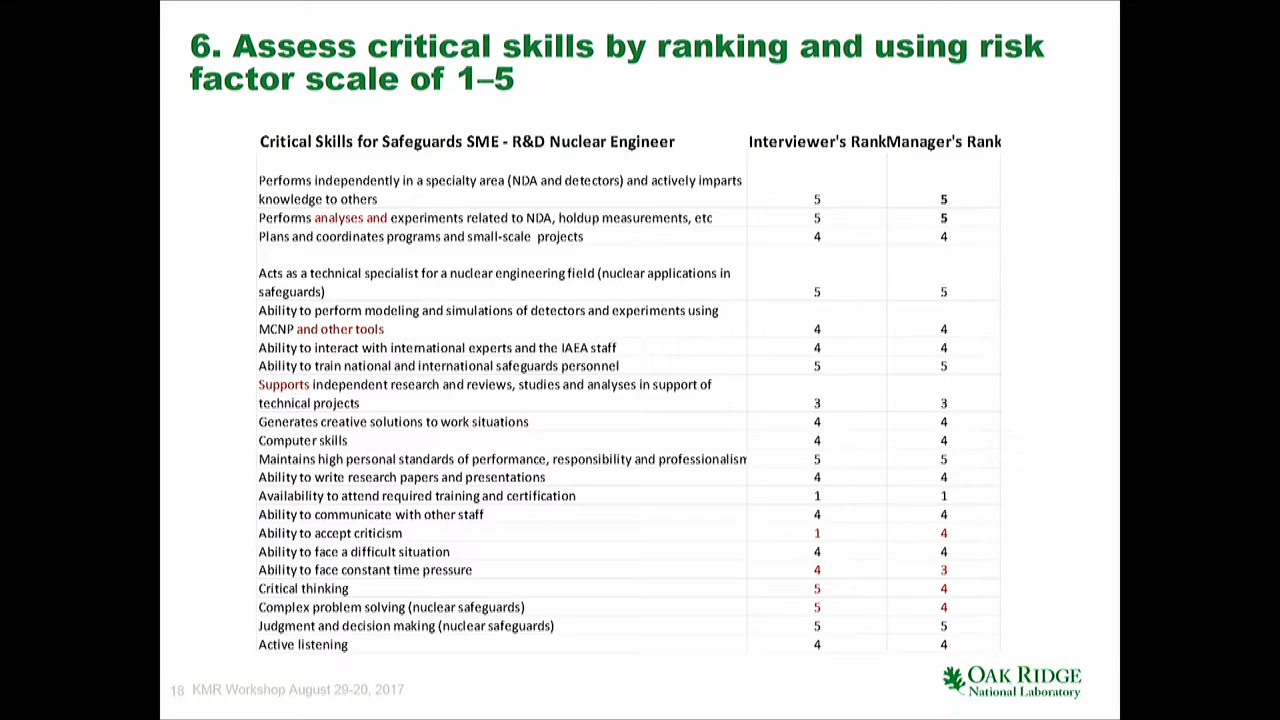 6. Assess critical skills by ranking and using risk
factor scale of 1–5
Critical Skills for Safeguards SME - R&D Nuclear Engineer Interviewer's Rank Manager's Rank
Performs independently in a specialty area (NDA and detectors) and actively imparts
knowledge to others 5 5
Performs analyses and experiments related to NDA, holdup measurements, etc 5 5
Plans and coordinates programs and small-scale projects 4 4
Acts as a technical specialist for a nuclear engineering field (nuclear applications in
safeguards) 5 5
Ability to perform modeling and simulations of detectors and experiments using
MCNP and other tools 4 4
Ability to interact with international experts and the IAEA staff 4 4
Ability to train national and international safeguards personnel 5 5
Supports independent research and reviews, studies and analyses in support of
technical projects 3 3
Generates creative solutions to work situations 4 4
Computer skills 4 4
Maintains high personal standards of performance, responsibility and professionalism 5 5
Ability to write research papers and presentations 4 4
Availability to attend required training and certification 1 1
Ability to communicate with other staff 4 4
Ability to accept criticism 1 4
Ability to face a difficult situation 4 4
Ability to face constant time pressure 4 3
Critical thinking 5 4
Complex problem solving (nuclear safeguards) 5 4
Judgment and decision making (nuclear safeguards) 5 5
Active listening 4 4
18 KMR Workshop August 29-20, 2017
OAK RIDGE
National Laboratory